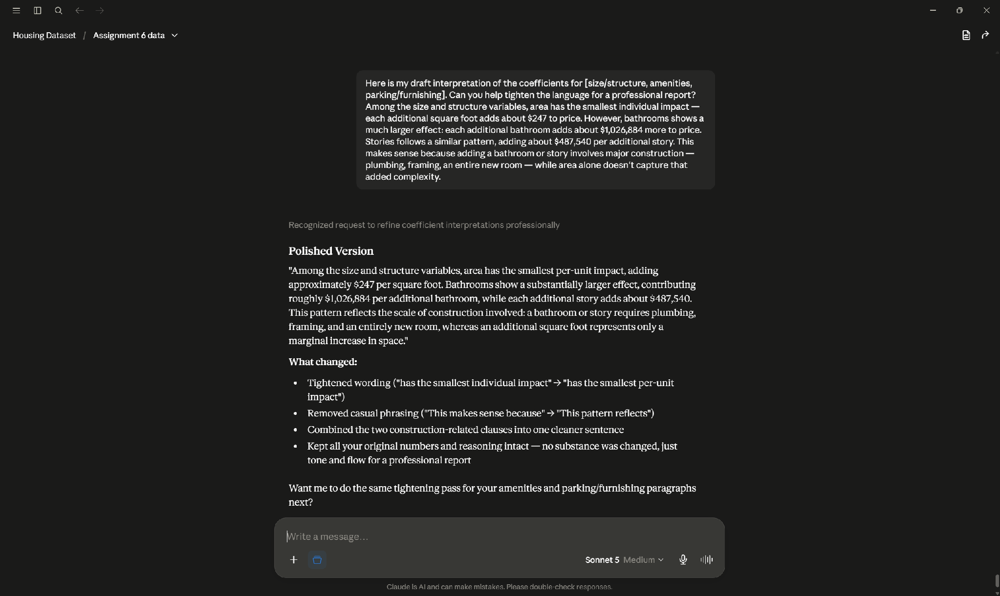 Housing Dataset / Assignment 6 data
Here is my draft interpretation of the coefficients for [size/structure, amenities,
parking/furnishing]. Can you help tighten the language for a professional report?
Among the size and structure variables, area has the smallest individual impact —
each additional square foot adds about $247 to price. However, bathrooms shows a
much larger effect: each additional bathroom adds about $1,026,884 more to price.
Stories follows a similar pattern, adding about $487,540 per additional story. This
makes sense because adding a bathroom or story involves major construction —
plumbing, framing, an entire new room — while area alone doesn't capture that
added complexity.
Recognized request to refine coefficient interpretations professionally
Polished Version
"Among the size and structure variables, area has the smallest per-unit impact, adding
approximately $247 per square foot. Bathrooms show a substantially larger effect, contributing
roughly $1,026,884 per additional bathroom, while each additional story adds about $487,540.
This pattern reflects the scale of construction involved: a bathroom or story requires plumbing,
framing, and an entirely new room, whereas an additional square foot represents only a
marginal increase in space."
What changed:
• Tightened wording ("has the smallest individual impact" → "has the smallest per-unit
impact")
• Removed casual phrasing ("This makes sense because" → "This pattern reflects")
• Combined the two construction-related clauses into one cleaner sentence
• Kept all your original numbers and reasoning intact — no substance was changed, just
tone and flow for a professional report
Want me to do the same tightening pass for your amenities and parking/furnishing paragraphs
next?
Write a message...
Sonnet 5 Medium
Claude is AI and can make mistakes. Please double-check responses.